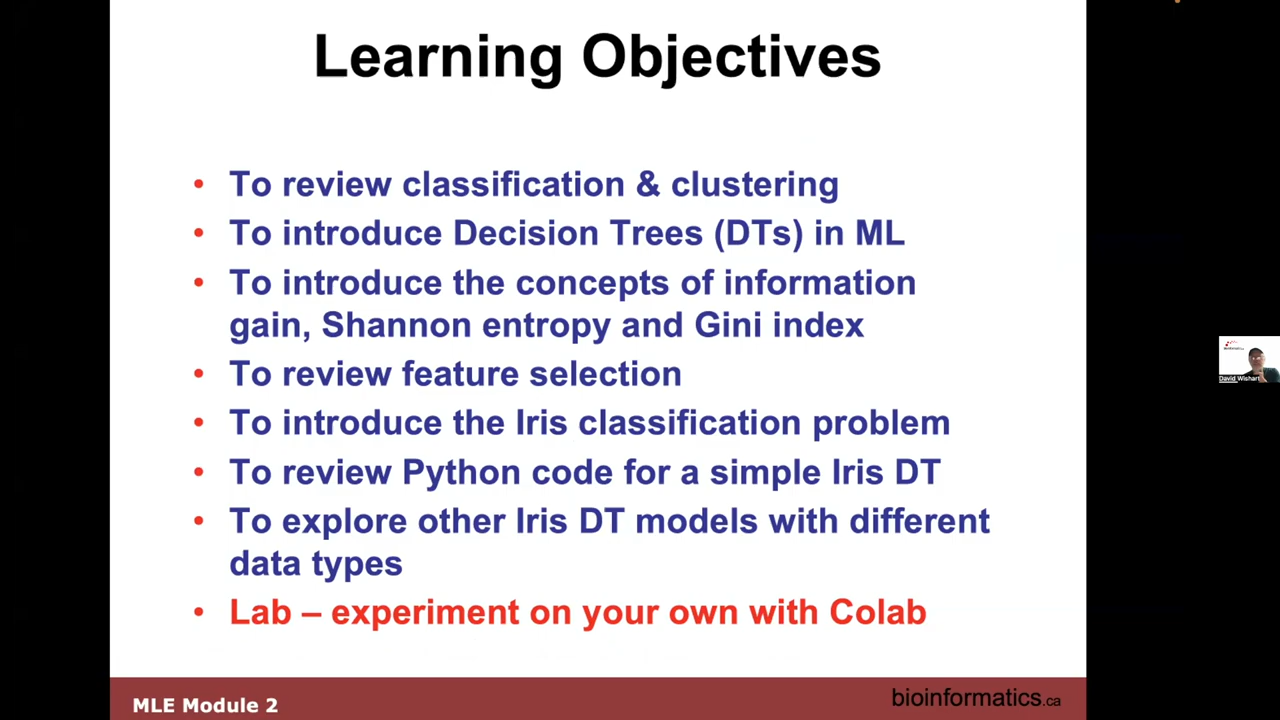 Learning Objectives
• To review classification & clustering
• To introduce Decision Trees (DTs) in ML
• To introduce the concepts of information
gain, Shannon entropy and Gini index
• To review feature selection
• To introduce the Iris classification problem
• To review Python code for a simple Iris DT
• To explore other Iris DT models with different
data types
• Lab – experiment on your own with Colab
David Wishart
MLE Module 2
bioinformatics.ca